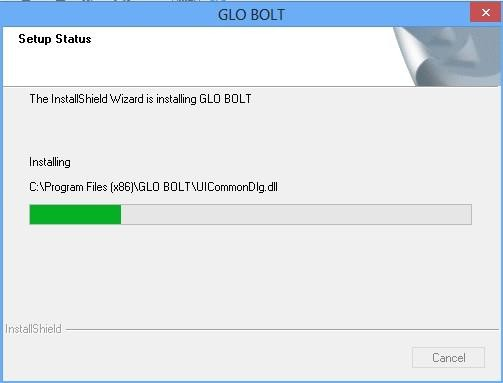 GLO BOLT
Setup Status
The InstallShield Wizard is installing GLO BOLT
Installing
C:\Program Files (x86)\GLO BOLT\UICommonDlg.dll
InstallShield
Cancel